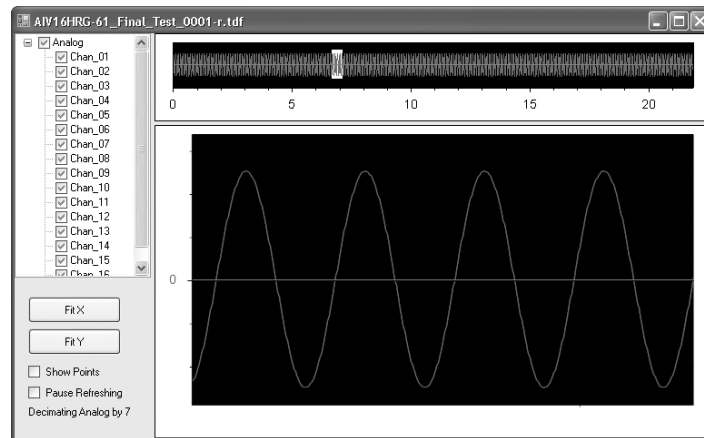 AIV16HRG-61_Final_Test_0001-r.tdf
Analog
Chan_01
Chan_02
Chan_03
Chan_04
Chan_05
Chan_06
Chan_07
Chan_08
Chan_09
Chan_10
Chan_11
Chan_12
Chan_13
Chan_14
Chan_15
Chan_16
Fit X
Fit Y
Show Points
Pause Refreshing
Decimating Analog by 7
0 5 10 15 20
0